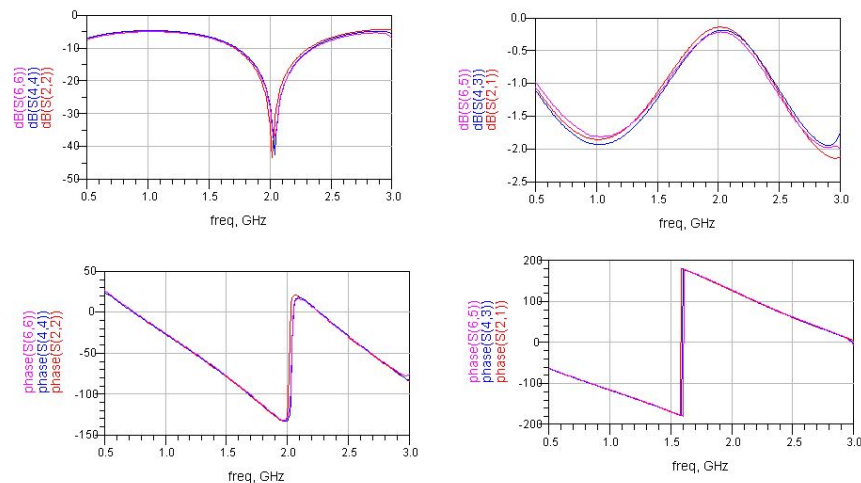 dB(S(6,6))
dB(S(4,4))
dB(S(2,2))
0
-10
-20
-30
-40
-50
0.5
1.0
1.5
2.0
2.5
3.0
freq, GHz
dB(S(6,5))
dB(S(4,3))
dB(S(2,1))
0.0
-0.5
-1.0
-1.5
-2.0
-2.5
0.5
1.0
1.5
2.0
2.5
3.0
freq, GHz
phase(S(6,6))
phase(S(4,4))
phase(S(2,2))
50
0
-50
-100
-150
0.5
1.0
1.5
2.0
2.5
3.0
freq, GHz
phase(S(6,5))
phase(S(4,3))
phase(S(2,1))
200
100
0
-100
-200
0.5
1.0
1.5
2.0
2.5
3.0
freq, GHz